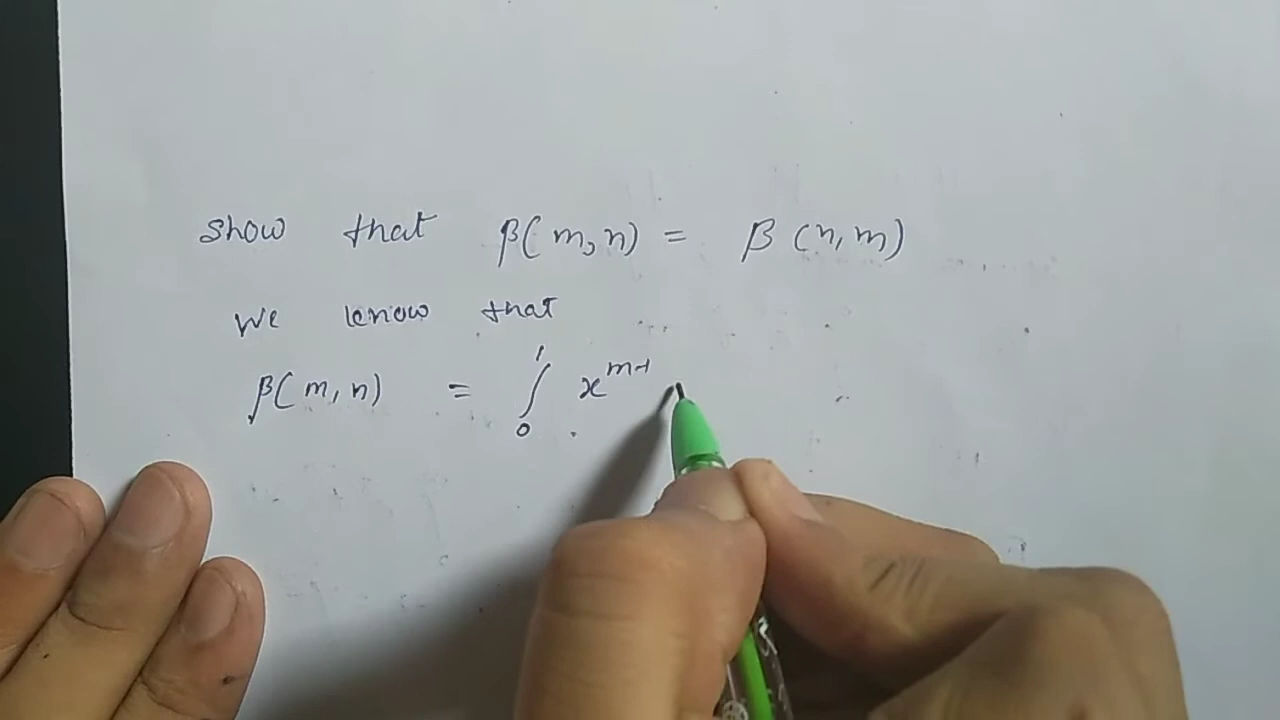 show that β(m,n) = β(n,m)
We know that
β(m,n) = ∫₀¹ x^{m-1}